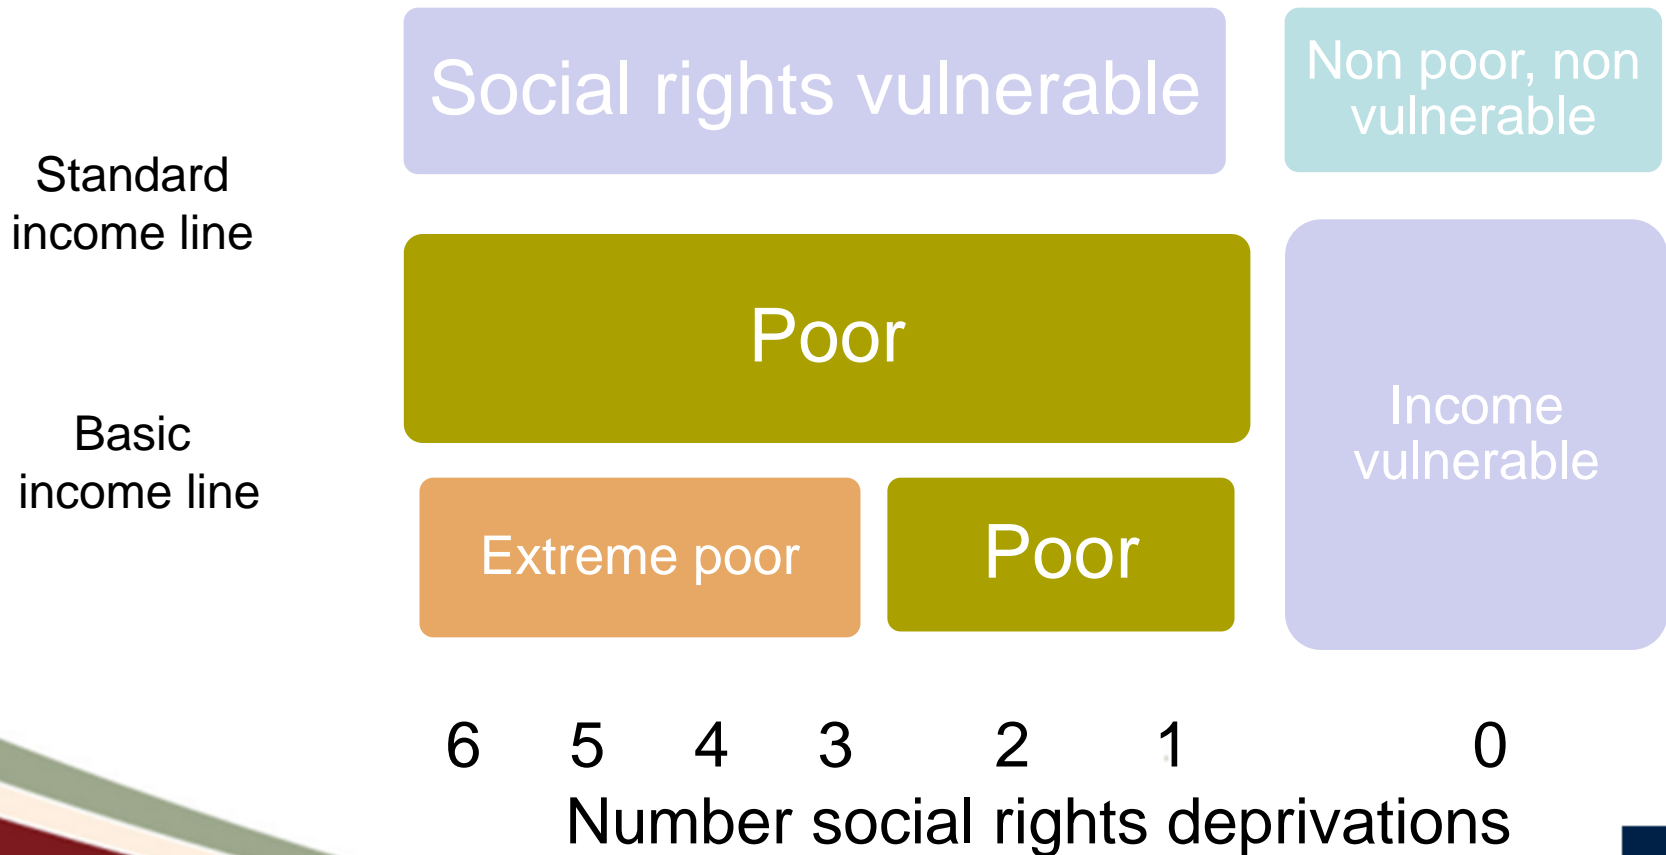 Social rights vulnerable
Non poor, non
vulnerable
Standard
income line
Poor
Basic
income line
Income
vulnerable
Extreme poor
Poor
6 5 4 3 2 1 0
Number social rights deprivations